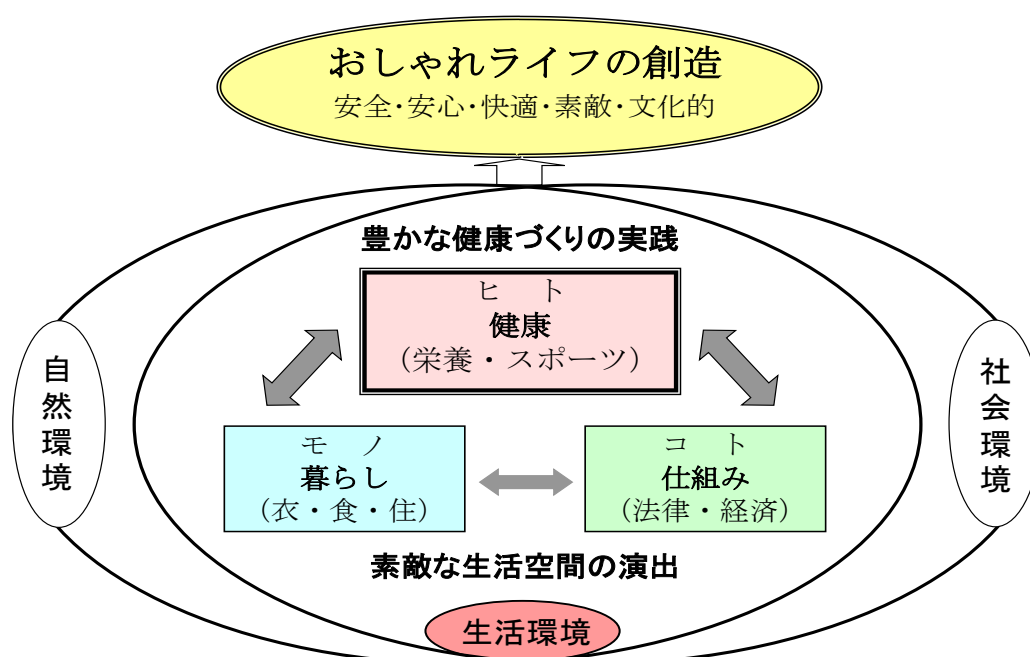 おしゃれライフの創造
安全･安心･快適･素敵･文化的
豊かな健康づくりの実践
ヒ　ト
健康
（栄養・スポーツ）
自然環境
社会環境
モ　ノ
暮らし
（衣・食・住）
コ　ト
仕組み
（法律・経済）
素敵な生活空間の演出
生活環境